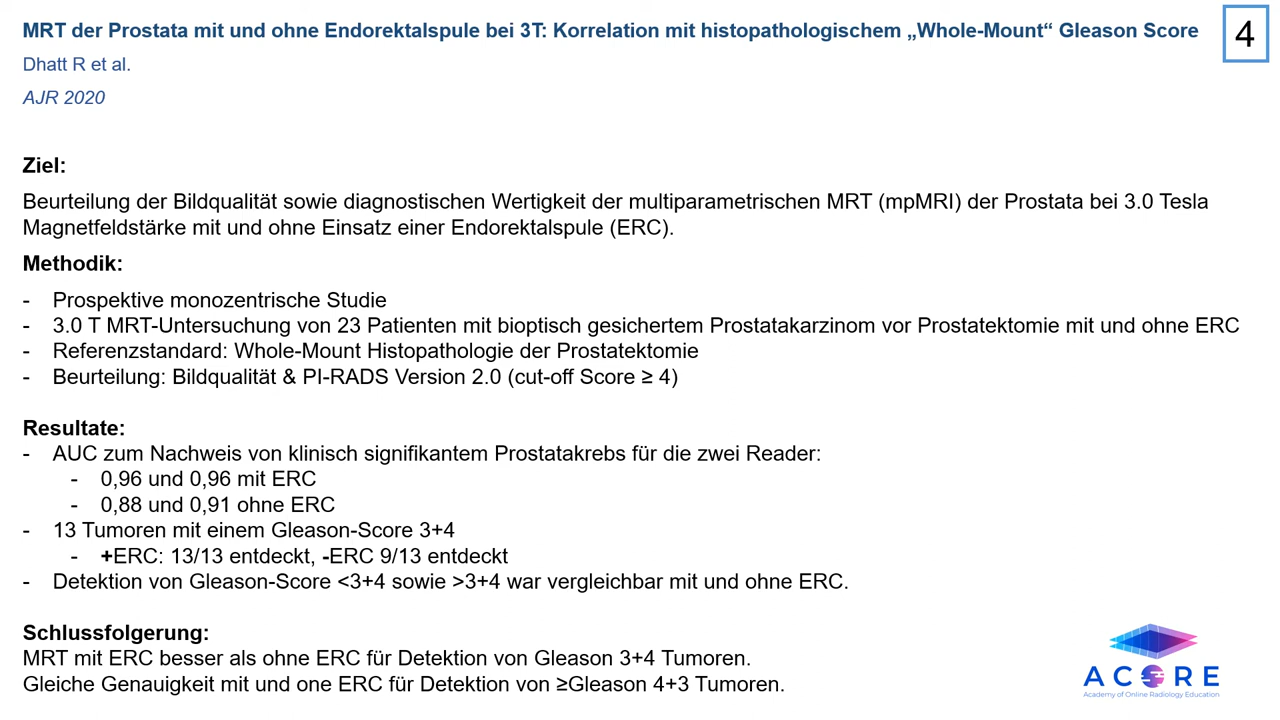 MRT der Prostata mit und ohne Endorektalspule bei 3T: Korrelation mit histopathologischem „Whole-Mount“ Gleason Score
4
Dhatt R et al.
AJR 2020
Ziel:
Beurteilung der Bildqualität sowie diagnostischen Wertigkeit der multiparametrischen MRT (mpMRI) der Prostata bei 3.0 Tesla
Magnetfeldstärke mit und ohne Einsatz einer Endorektalspule (ERC).
Methodik:
- Prospektive monozentrische Studie
- 3.0 T MRT-Untersuchung von 23 Patienten mit bioptisch gesichertem Prostatakarzinom vor Prostatektomie mit und ohne ERC
- Referenzstandard: Whole-Mount Histopathologie der Prostatektomie
- Beurteilung: Bildqualität & PI-RADS Version 2.0 (cut-off Score ≥ 4)
Resultate:
- AUC zum Nachweis von klinisch signifikantem Prostatakrebs für die zwei Reader:
- 0,96 und 0,96 mit ERC
- 0,88 und 0,91 ohne ERC
- 13 Tumoren mit einem Gleason-Score 3+4
- +ERC: 13/13 entdeckt, -ERC 9/13 entdeckt
- Detektion von Gleason-Score <3+4 sowie >3+4 war vergleichbar mit und ohne ERC.
Schlussfolgerung:
MRT mit ERC besser als ohne ERC für Detektion von Gleason 3+4 Tumoren.
Gleiche Genauigkeit mit und one ERC für Detektion von ≥Gleason 4+3 Tumoren.
ACORE
Academy of Online Radiology Education